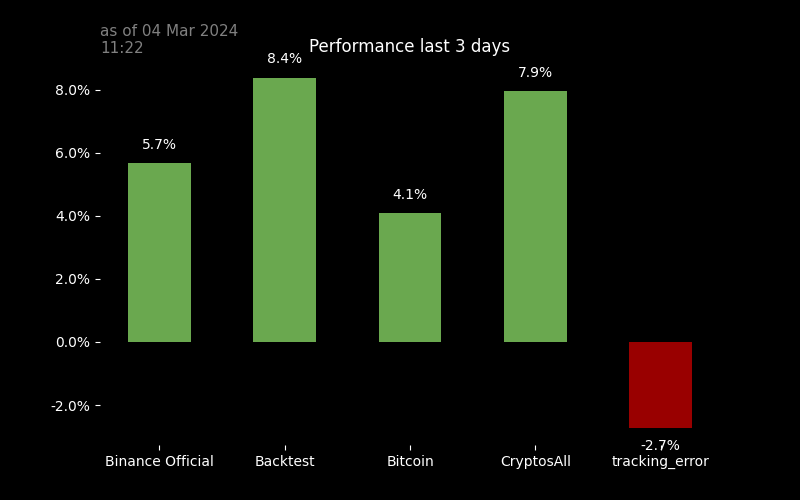 as of 04 Mar 2024
11:22
Performance last 3 days
8.4%
7.9%
5.7%
4.1%
-2.7%
8.0%
6.0%
4.0%
2.0%
0.0%
-2.0%
Binance Official
Backtest
Bitcoin
CryptosAll
tracking_error